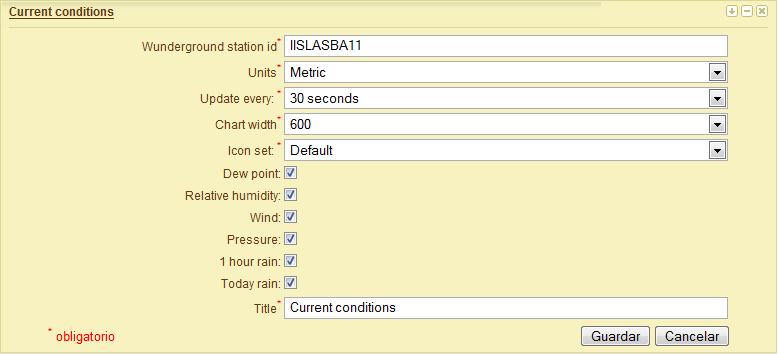 Current conditions
Wunderground station id* IISLASBA11
Units* Metric
Update every: * 30 seconds
Chart width* 600
Icon set: * Default
Dew point:
Relative humidity:
Wind:
Pressure:
1 hour rain:
Today rain:
Title* Current conditions
* obligatorio Guardar Cancelar